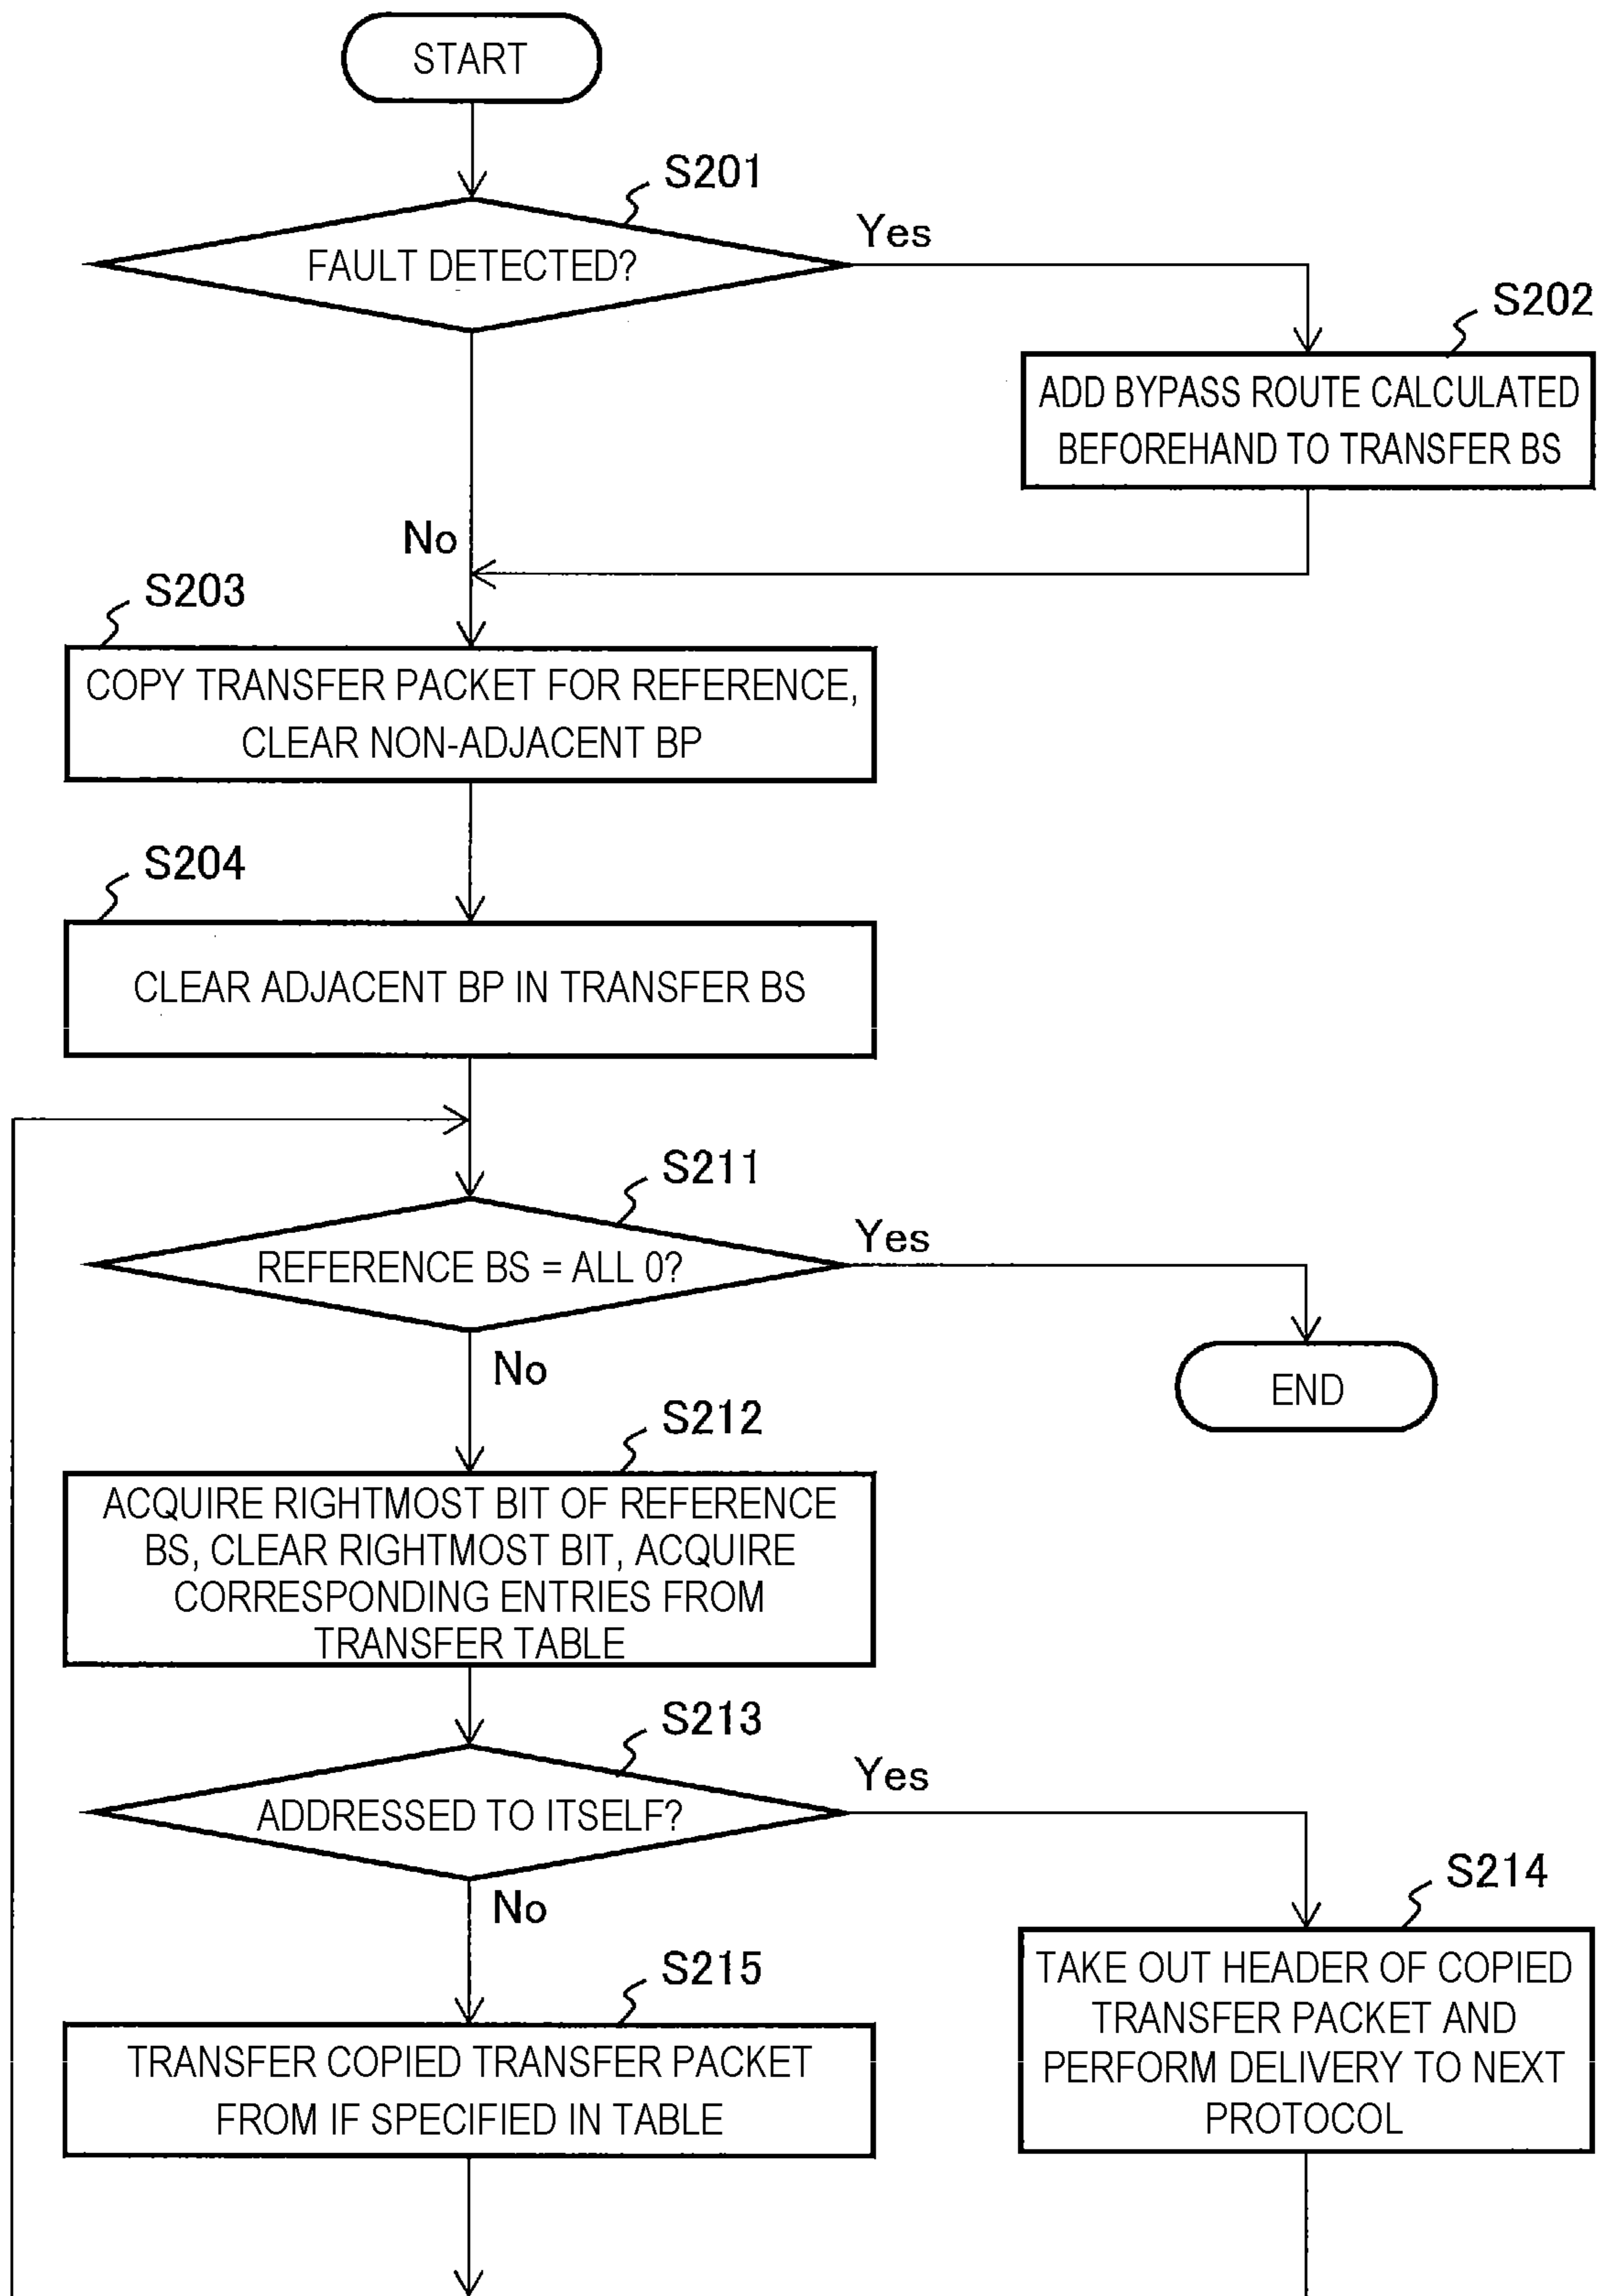 START
S201
FAULT DETECTED?
Yes
S202
ADD BYPASS ROUTE CALCULATED
BEFOREHAND TO TRANSFER BS
No
S203
COPY TRANSFER PACKET FOR REFERENCE,
CLEAR NON-ADJACENT BP
S204
CLEAR ADJACENT BP IN TRANSFER BS
S211
REFERENCE BS = ALL 0?
Yes
END
No
S212
ACQUIRE RIGHTMOST BIT OF REFERENCE
BS, CLEAR RIGHTMOST BIT, ACQUIRE
CORRESPONDING ENTRIES FROM
TRANSFER TABLE
S213
ADDRESSED TO ITSELF?
Yes
S214
TAKE OUT HEADER OF COPIED
TRANSFER PACKET AND
PERFORM DELIVERY TO NEXT
PROTOCOL
No
S215
TRANSFER COPIED TRANSFER PACKET
FROM IF SPECIFIED IN TABLE